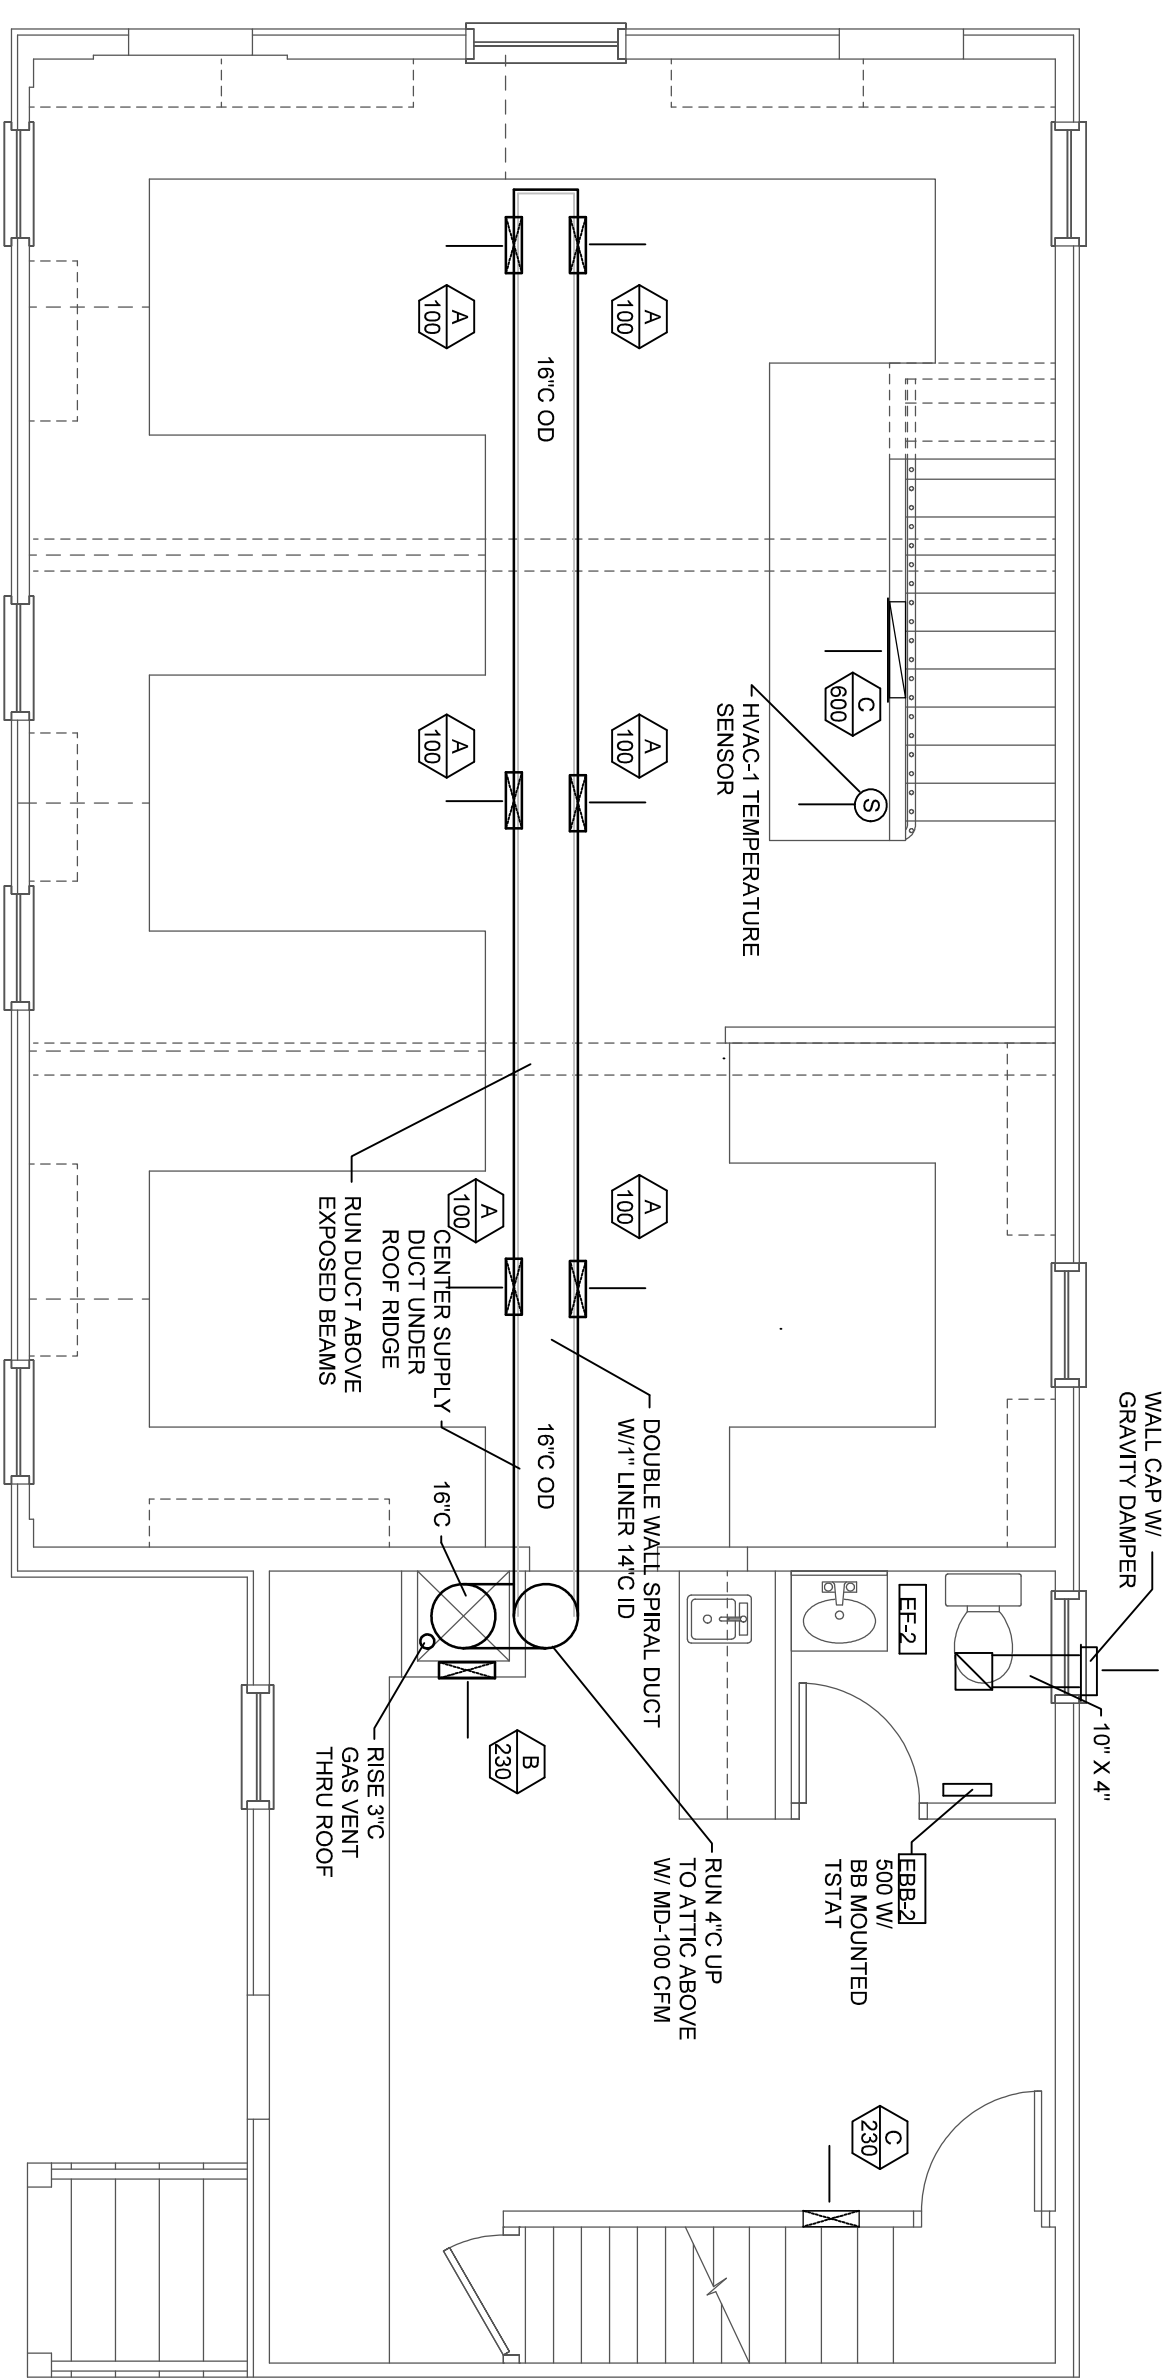 WALL CAP W/
GRAVITY DAMPER
10" X 4"
EF-2
EBB-2
500 W/
BB MOUNTED
TSTAT
C
230
C
600
S
HVAC-1 TEMPERATURE
SENSOR
RUN 4"C UP
TO ATTIC ABOVE
W/ MD-100 CFM
A
100
A
100
A
100
DOUBLE WALL SPIRAL DUCT
W/1" LINER 14"C ID
16"C OD
16"C OD
B
230
A
100
A
100
A
100
CENTER SUPPLY
DUCT UNDER
ROOF RIDGE
16"C
RUN DUCT ABOVE
EXPOSED BEAMS
RISE 3"C
GAS VENT
THRU ROOF